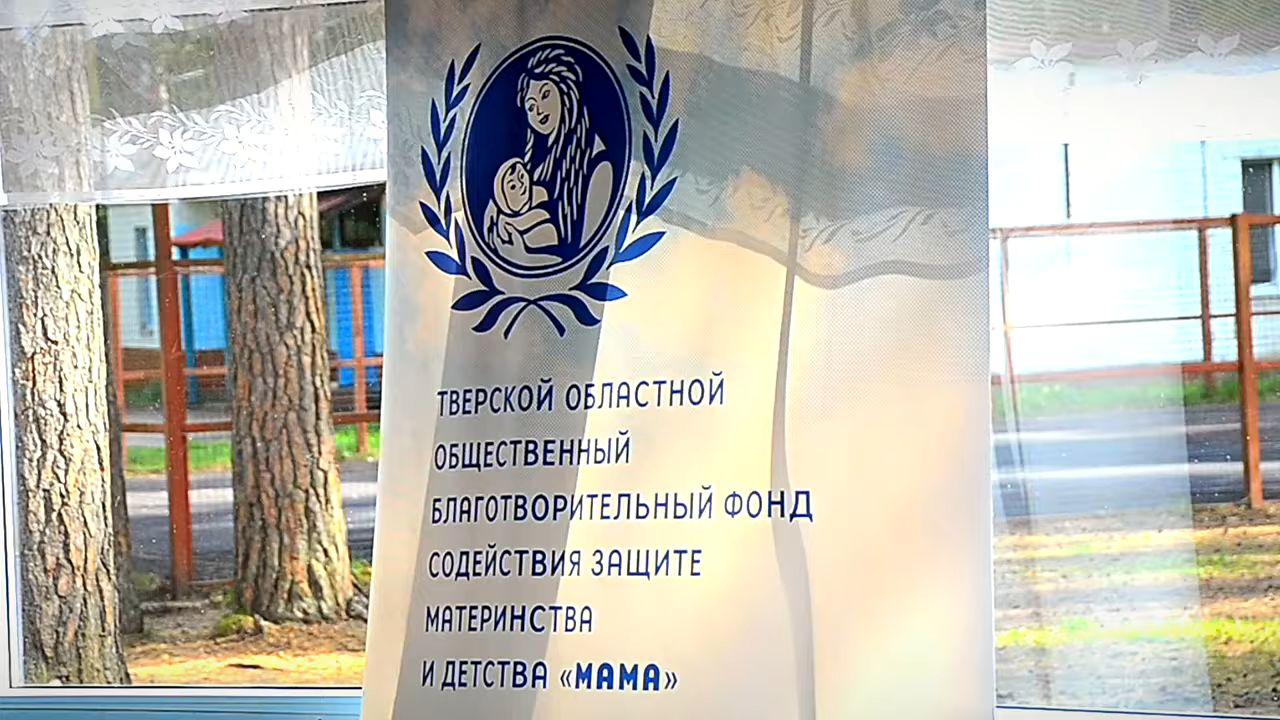 ТВЕРСКОЙ ОБЛАСТНОЙ
ОБЩЕСТВЕННЫЙ
БЛАГОТВОРИТЕЛЬНЫЙ ФОНД
СОДЕЙСТВИЯ ЗАЩИТЕ
МАТЕРИНСТВА
И ДЕТСТВА «МАМА»